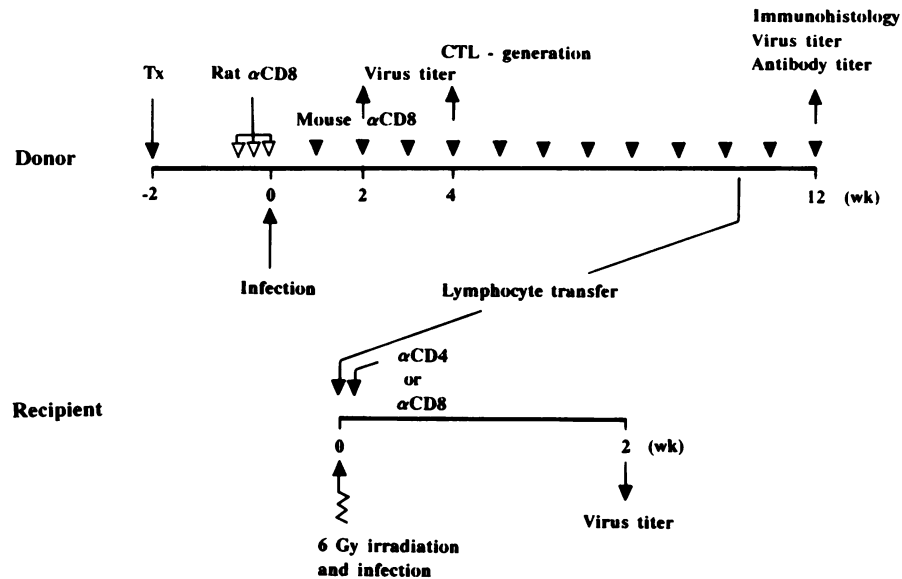 Immunohistology
Virus titer
Antibody titer
CTL - generation
Tx
Rat αCD8
Virus titer
Mouse αCD8
Donor
-2
0
2
4
12 (wk)
Infection
Lymphocyte transfer
αCD4
or
αCD8
Recipient
0
2 (wk)
Virus titer
6 Gy irradiation
and infection